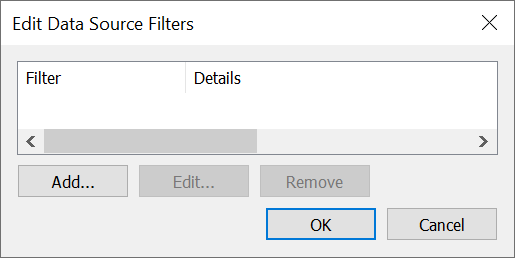 Edit Data Source Filters
Filter Details
Add... Edit... Remove
OK Cancel